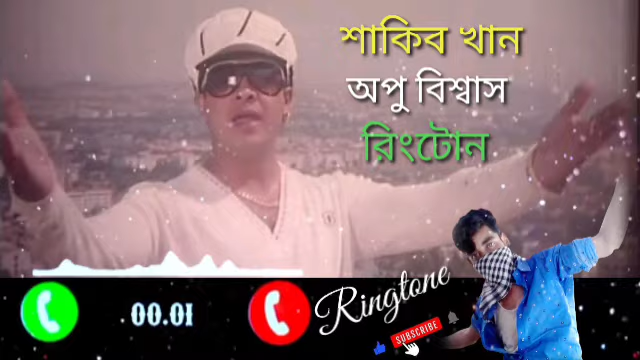 শাকিব খান
অপু বিশ্বাস
রিংটোন
00.01
Ringtone
SUBSCRIBE